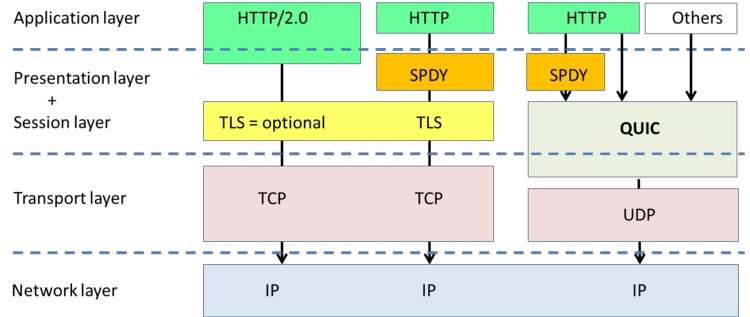 Application layer
HTTP/2.0
HTTP
HTTP
Others
Presentation layer
+
Session layer
SPDY
SPDY
TLS = optional
TLS
QUIC
Transport layer
TCP
TCP
UDP
Network layer
IP
IP
IP